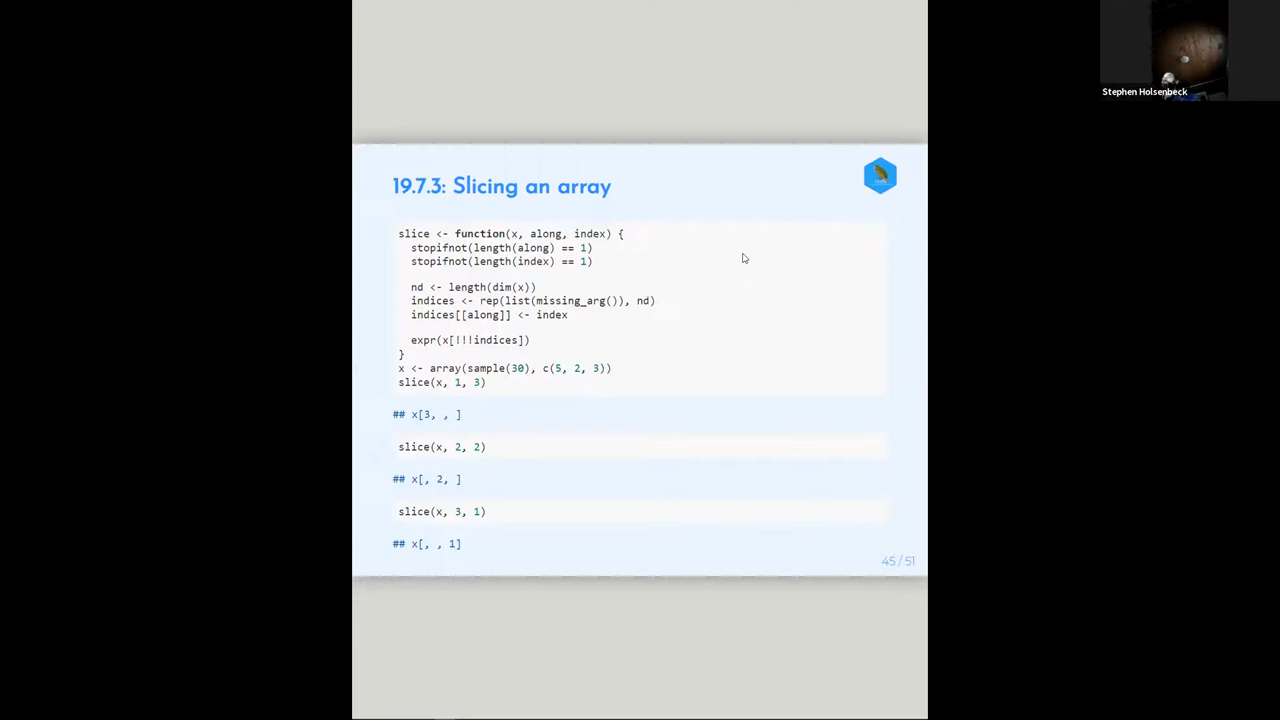 Stephen Holsenbeck
19.7.3: Slicing an array
slice <- function(x, along, index) {
  stopifnot(length(along) == 1)
  stopifnot(length(index) == 1)
  nd <- length(dim(x))
  indices <- rep(list(missing_arg()), nd)
  indices[[along]] <- index
  expr(x[!!!indices])
}
x <- array(sample(30), c(5, 2, 3))
slice(x, 1, 3)
## x[3, , ]
slice(x, 2, 2)
## x[, 2, ]
slice(x, 3, 1)
## x[, , 1]
45 / 51